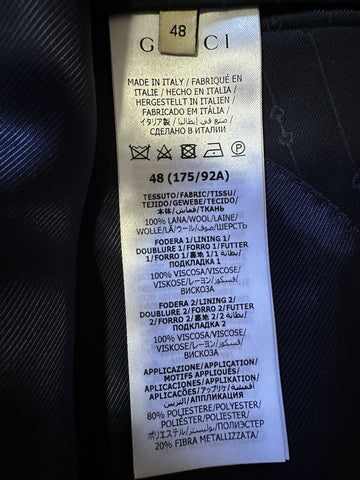 48
GUCCI
MADE IN ITALY / FABRIQUÉ EN
ITALIE / HECHO EN ITALIA /
HERGESTELLT IN ITALIEN /
FABRICADO EM ITÁLIA /
イタリア製 / صنع في إيطاليا /
СДЕЛАНО В ИТАЛИИ
48 (175/92A)
TESSUTO/FABRIC/TISSU/
TEJIDO/GEWEBE/TECIDO/
本体/قماش/ТКАНЬ
100% LANA/WOOL/LAINE/
WOLLE/LÃ/ウール/صوف/ШЕРСТЬ
FODERA 1/LINING 1/
DOUBLURE 1/FORRO 1/FUTTER
1/FORRO 1/裏地 1/بطانة 1/
ПОДКЛАДКА 1
100% VISCOSA/VISCOSE/
VISKOSE/レーヨン/فسكوز/
ВИСКОЗА
FODERA 2/LINING 2/
DOUBLURE 2/FORRO 2/FUTTER
2/FORRO 2/裏地 2/بطانة 2/
ПОДКЛАДКА 2
100% VISCOSA/VISCOSE/
VISKOSE/レーヨン/فسكوز/
ВИСКОЗА
APPLICAZIONE/APPLICATION/
MOTIFS APPLIQUÉS/
APLICACIONES/APPLIKATION/
APLICACÕES/アップリケ/
/АППЛИКАЦИЯ
80% POLIESTERE/POLYESTER/
POLIÉSTER/POLIÉSTER/
ポリエステル/بوليستر/ПОЛИЭСТЕР
20% FIBRA METALLIZZATA/